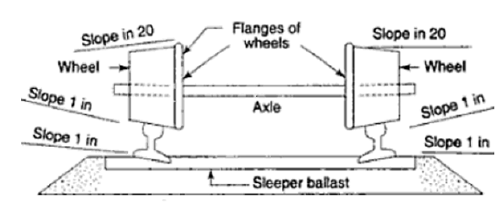 Slope in 20
Flanges of
wheels
Slope in 20
Wheel
Wheel
Slope 1 in
Axle
Slope 1 in
Slope 1 in
Slope 1 in
Sleeper ballast